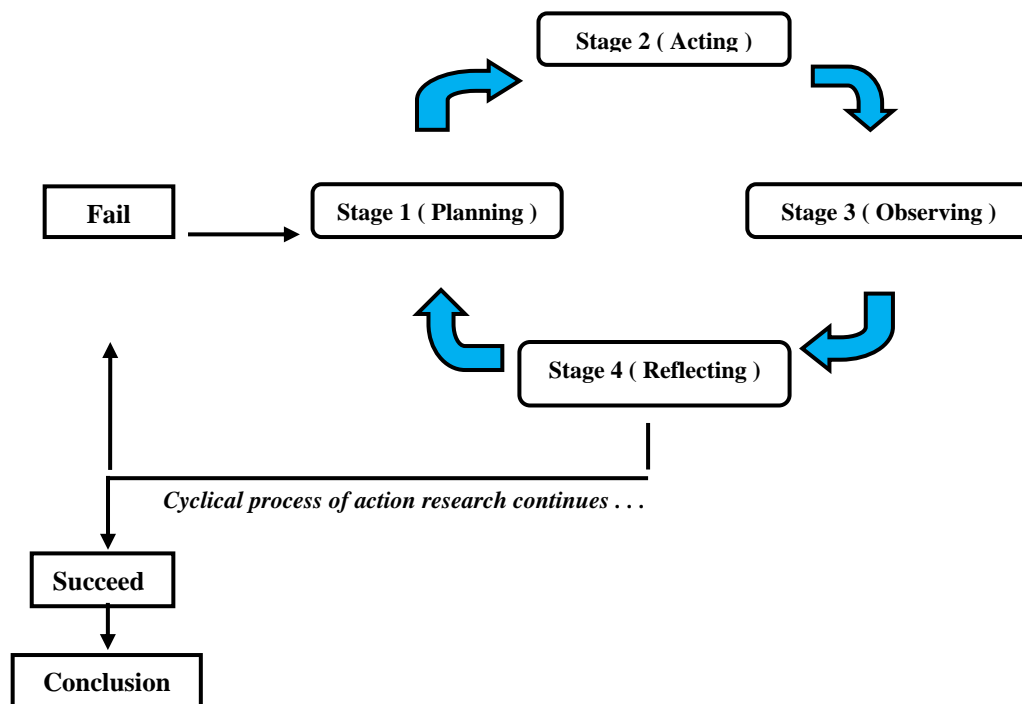 Stage 2 ( Acting )
Fail
Stage 1 ( Planning )
Stage 3 ( Observing )
Stage 4 ( Reflecting )
Cyclical process of action research continues . . .
Succeed
Conclusion